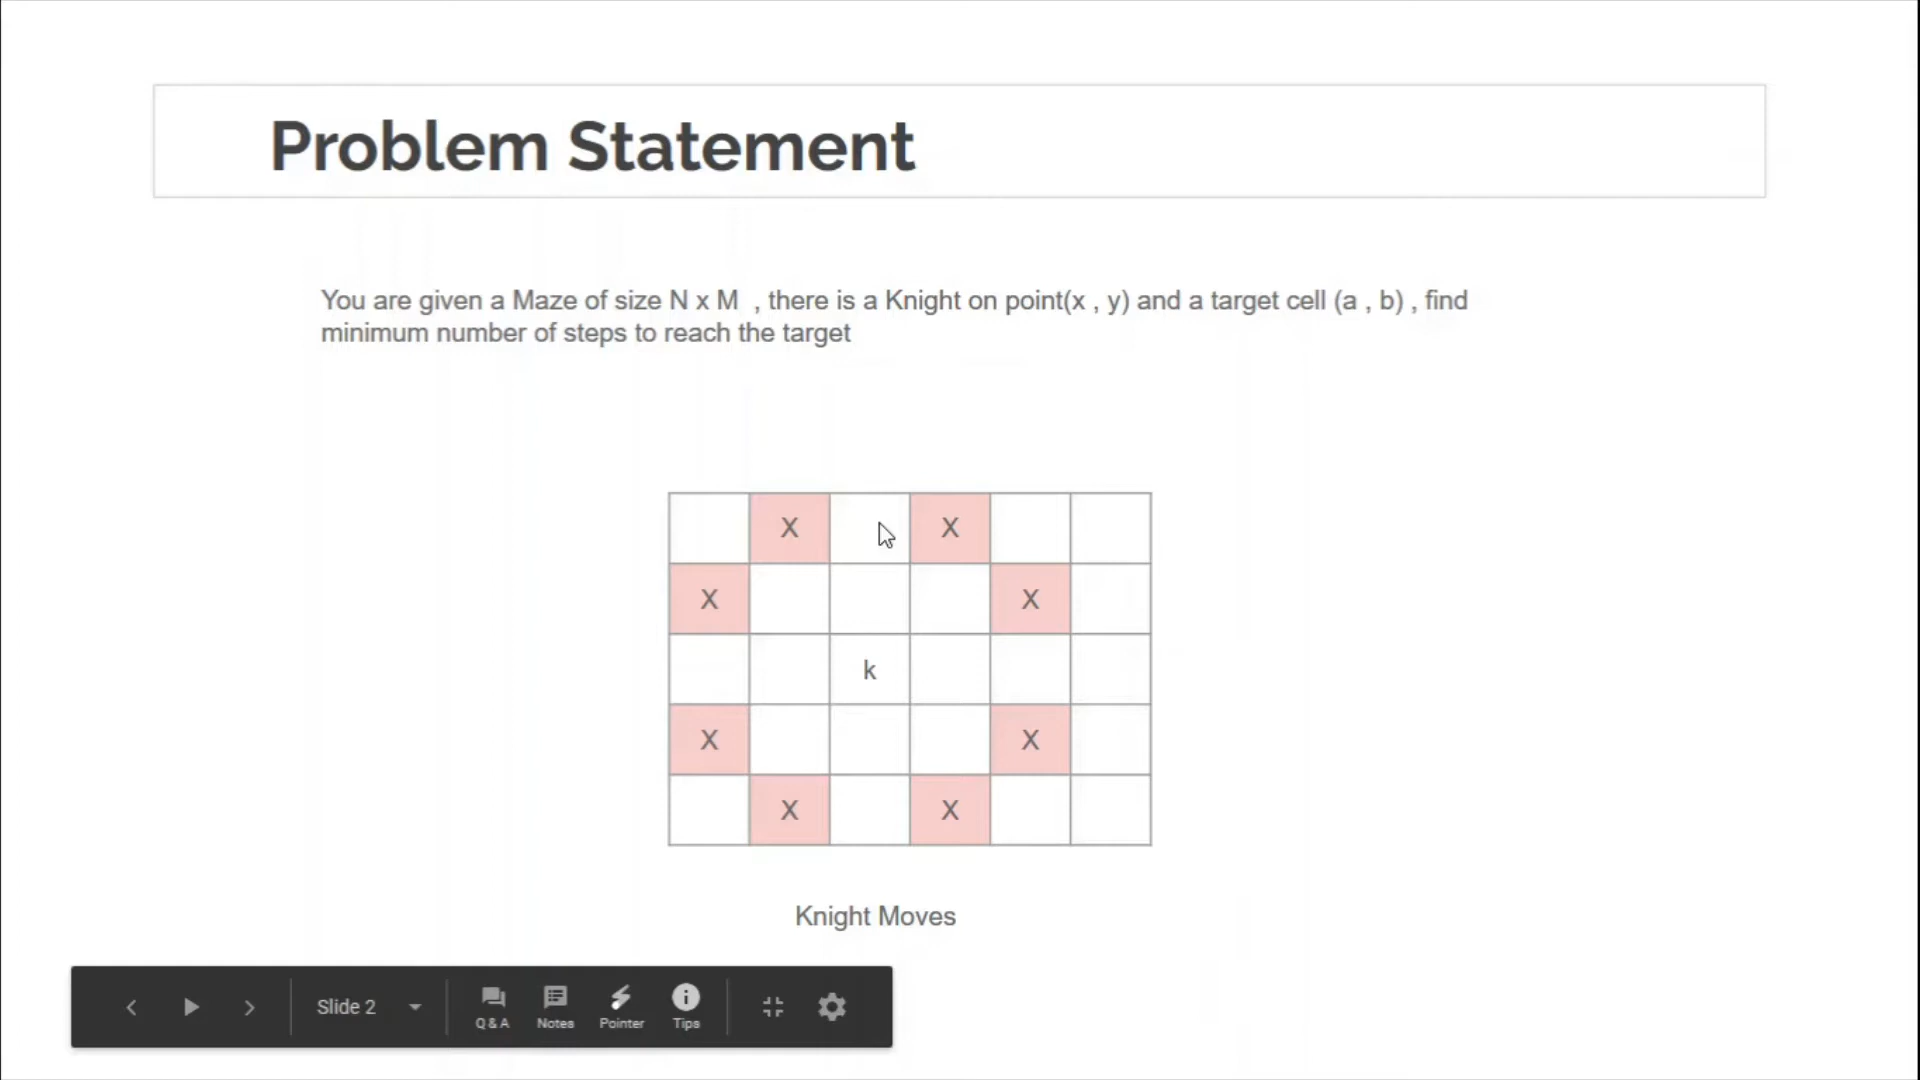 Problem Statement
You are given a Maze of size N x M , there is a Knight on point(x , y) and a target cell (a , b) , find
minimum number of steps to reach the target
X X
X X
k
X X
X X
Knight Moves
Slide 2 Q & A Notes Pointer Tips